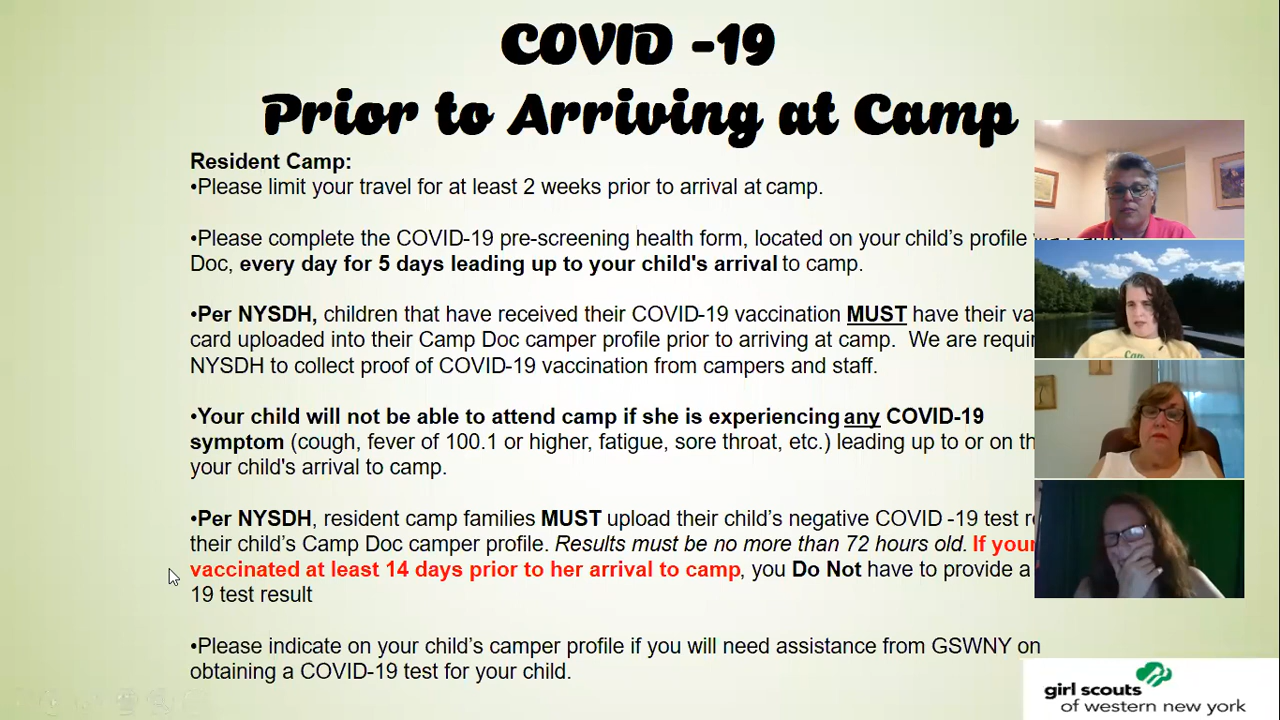 COVID -19
Prior to Arriving at Camp
Resident Camp:
•Please limit your travel for at least 2 weeks prior to arrival at camp.
•Please complete the COVID-19 pre-screening health form, located on your child's profile via Camp
Doc, every day for 5 days leading up to your child's arrival to camp.
•Per NYSDH, children that have received their COVID-19 vaccination MUST have their
card uploaded into their Camp Doc camper profile prior to arriving at camp. We are
NYSDH to collect proof of COVID-19 vaccination from campers and staff.
•Your child will not be able to attend camp if she is experiencing any COVID-19
symptom (cough, fever of 100.1 or higher, fatigue, sore throat, etc.) leading up to or on
your child's arrival to camp.
•Per NYSDH, resident camp families MUST upload their child's negative COVID -19 test
their child's Camp Doc camper profile. Results must be no more than 72 hours old. If your
vaccinated at least 14 days prior to her arrival to camp, you Do Not have to provide a
19 test result
•Please indicate on your child's camper profile if you will need assistance from GSWNY on
obtaining a COVID-19 test for your child.
girl scouts
of western new york